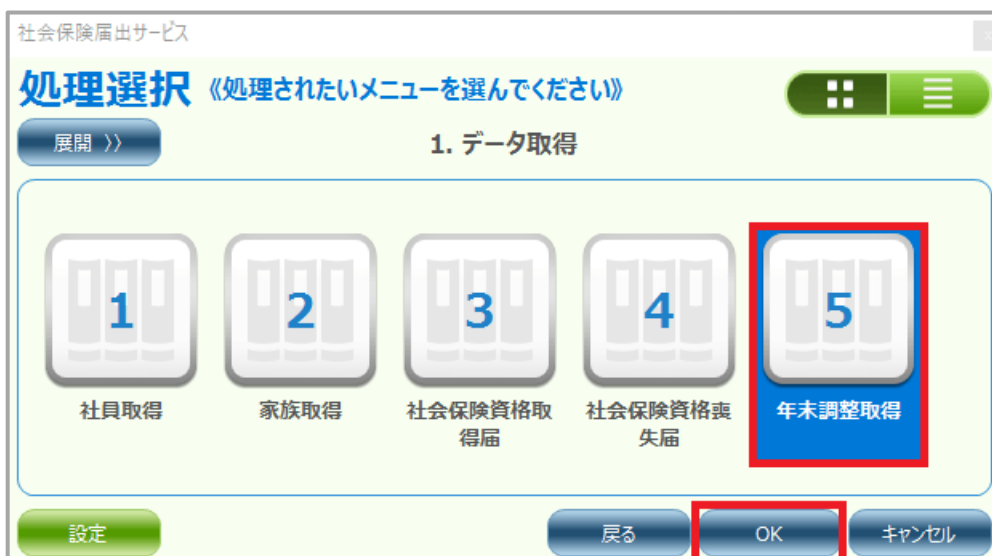 社会保険届出サービス
処理選択 《処理されたいメニューを選んでください》
展開 》
1. データ取得
1
2
3
4
5
社員取得
家族取得
社会保険資格取
得届
社会保険資格喪
失届
年末調整取得
設定
戻る
OK
キャンセル